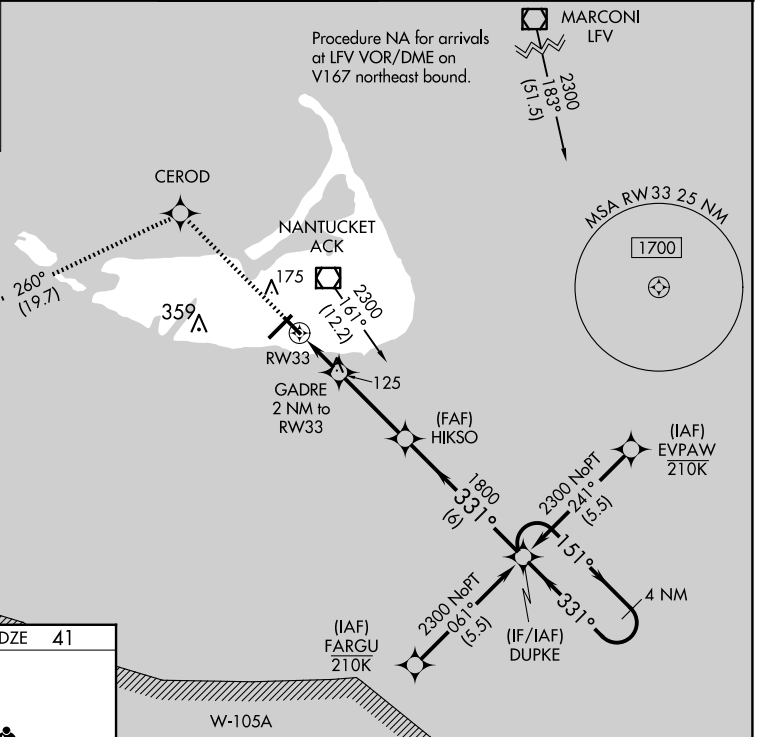 Procedure NA for arrivals
at LFV VOR/DME on
V167 northeast bound.
MARCONI
LFV
2300
183°
(51.5)
CEROD
MSA RW33 25 NM
1700
NANTUCKET
ACK
175
2300
161°
(12.2)
260°
(19.7)
359
RW33
125
GADRE
2 NM to
RW33
(FAF)
HIKSO
(IAF)
EVPAW
210K
1800
331°
(6)
2300 NoPT
241°
(5.5)
151°
4 NM
331°
2300 NoPT
061°
(5.5)
(IF/IAF)
DUPKE
(IAF)
FARGU
210K
DZE 41
W-105A